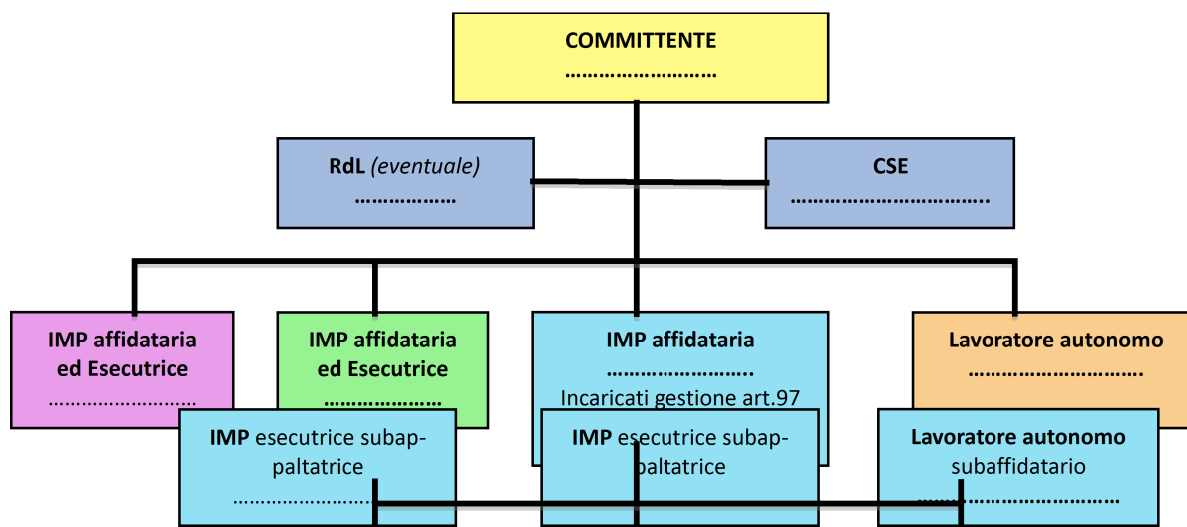 COMMITTENTE
……………………
RdL (eventuale)
………………
CSE
……………………………..
IMP affidataria
ed Esecutrice
………………………
IMP affidataria
ed Esecutrice
…………………
IMP affidataria
……………………..
Incaricati gestione art.97
Lavoratore autonomo
………………………….
IMP esecutrice subap-
paltatrice
……………………
IMP esecutrice subap-
paltatrice
Lavoratore autonomo
subaffidatario
………………………….